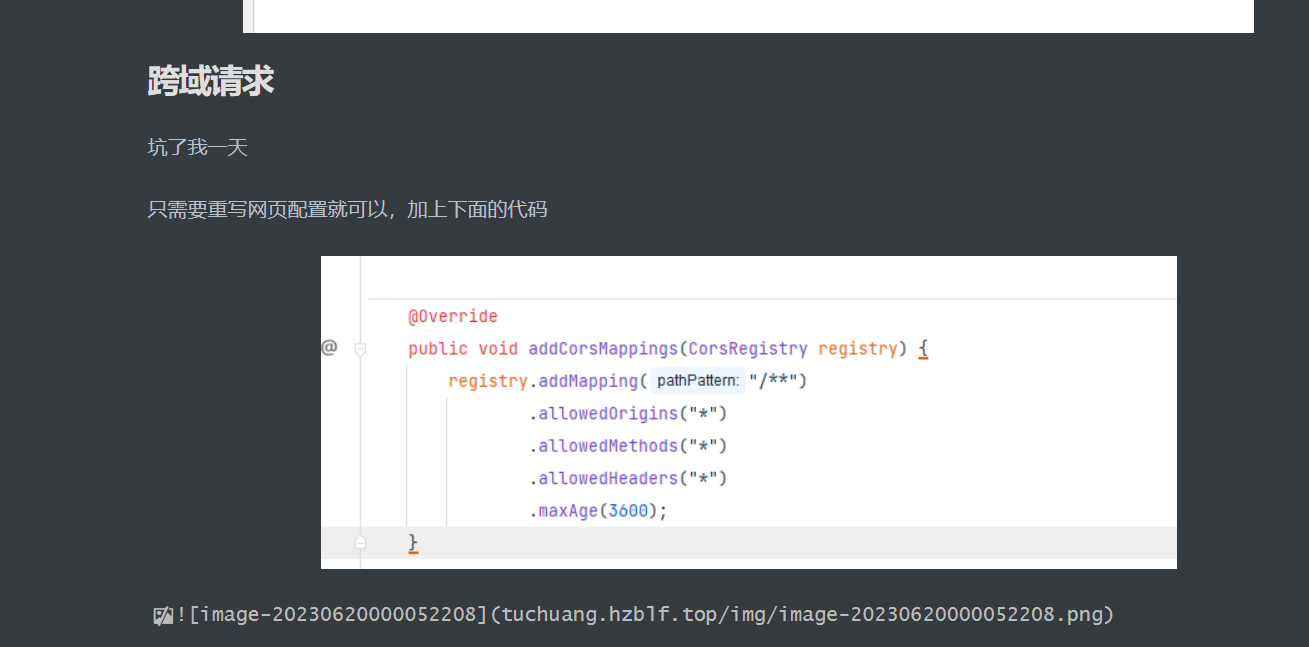 跨域请求
坑了我一天
只需要重写网页配置就可以，加上下面的代码
@Override
@ public void addCorsMappings(CorsRegistry registry) {
registry.addMapping( pathPattern: "/**")
.allowedOrigins("*")
.allowedMethods("*")
.allowedHeaders("*")
.maxAge(3600);
}
![image-20230620000052208](tuchuang.hzblf.top/img/image-20230620000052208.png)